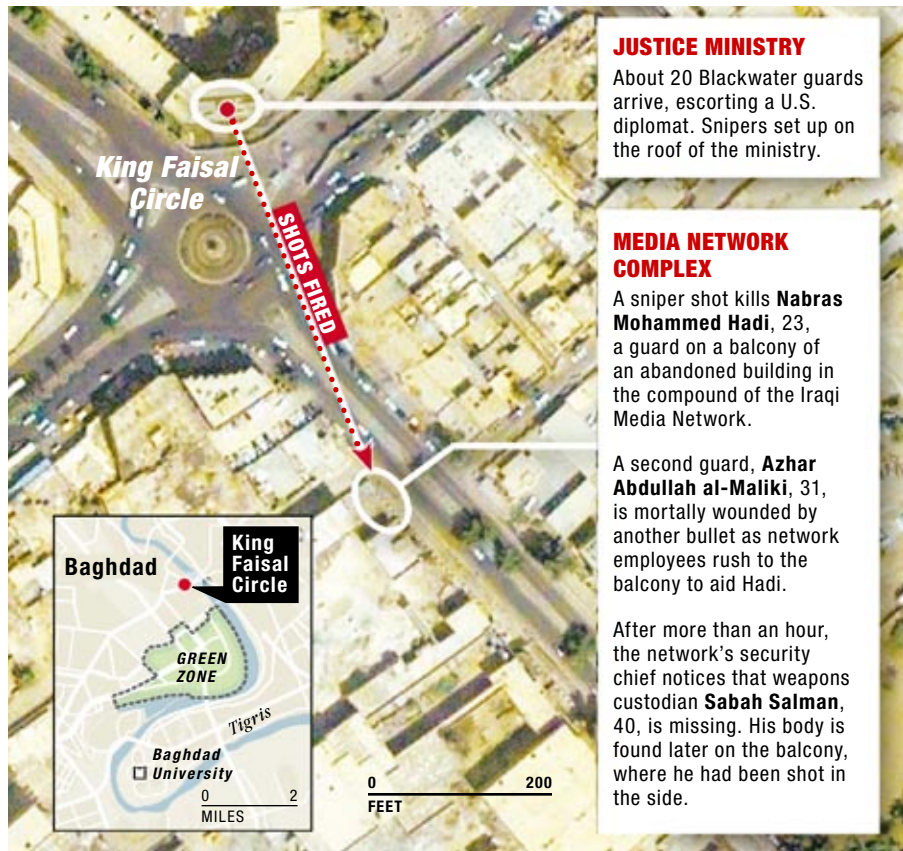 JUSTICE MINISTRY
About 20 Blackwater guards
arrive, escorting a U.S.
diplomat. Snipers set up on
the roof of the ministry.
King Faisal
Circle
SHOTS FIRED
MEDIA NETWORK
COMPLEX
A sniper shot kills Nabras
Mohammed Hadi, 23,
a guard on a balcony of
an abandoned building in
the compound of the Iraqi
Media Network.
A second guard, Azhar
Abdullah al-Maliki, 31,
is mortally wounded by
another bullet as network
employees rush to the
balcony to aid Hadi.
After more than an hour,
the network's security
chief notices that weapons
custodian Sabah Salman,
40, is missing. His body is
found later on the balcony,
where he had been shot in
the side.
Baghdad
King
Faisal
Circle
GREEN
ZONE
Tigris
Baghdad
University
0 2
MILES
0 200
FEET